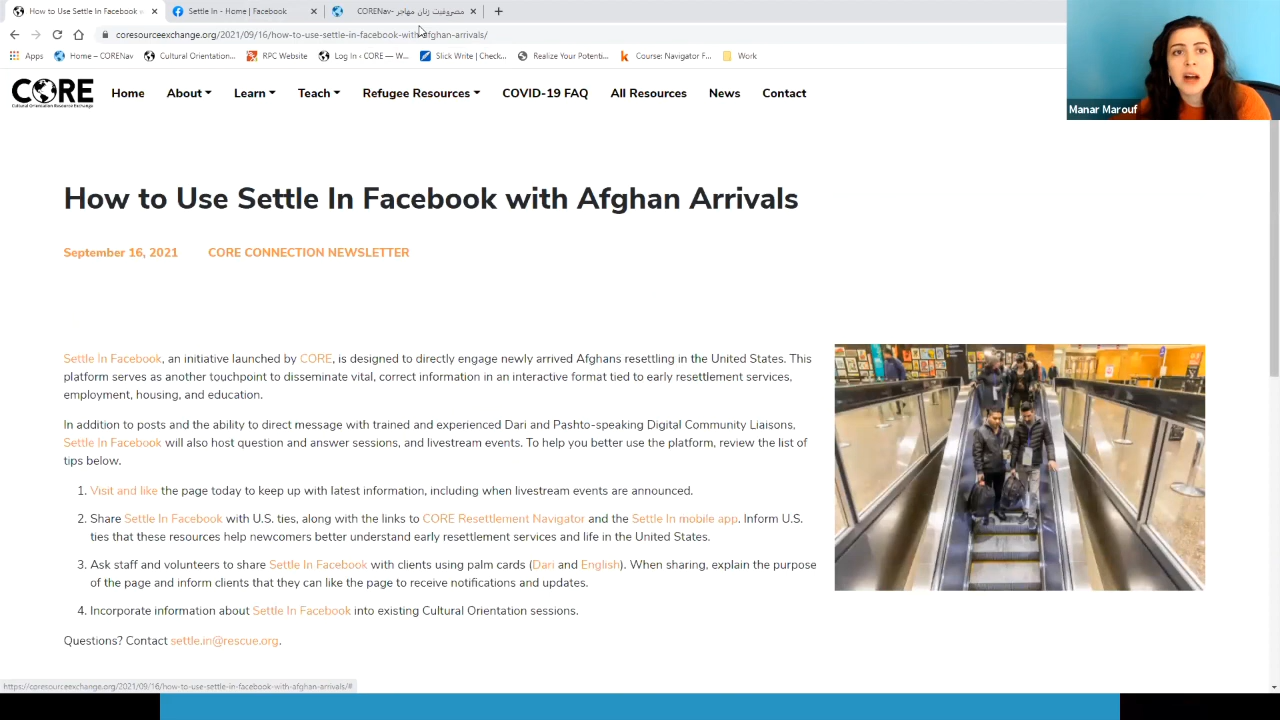 How to Use Settle In Facebook w
Settle In - Home | Facebook
CORENav- مصروفیت زنان مهاجر
coresourceexchange.org/2021/09/16/how-to-use-settle-in-facebook-with-afghan-arrivals/
Apps
Home – CORENav
Cultural Orientation...
RPC Website
Log In ‹ CORE — W...
Slick Write | Check...
Realize Your Potenti...
Course: Navigator F...
Work
Manar Marouf
CORE
Cultural Orientation Resource Exchange
Home
About
Learn
Teach
Refugee Resources
COVID-19 FAQ
All Resources
News
Contact
How to Use Settle In Facebook with Afghan Arrivals
September 16, 2021 CORE CONNECTION NEWSLETTER
Settle In Facebook, an initiative launched by CORE, is designed to directly engage newly arrived Afghans resettling in the United States. This
platform serves as another touchpoint to disseminate vital, correct information in an interactive format tied to early resettlement services,
employment, housing, and education.
In addition to posts and the ability to direct message with trained and experienced Dari and Pashto-speaking Digital Community Liaisons,
Settle In Facebook will also host question and answer sessions, and livestream events. To help you better use the platform, review the list of
tips below.
1. Visit and like the page today to keep up with latest information, including when livestream events are announced.
2. Share Settle In Facebook with U.S. ties, along with the links to CORE Resettlement Navigator and the Settle In mobile app. Inform U.S.
ties that these resources help newcomers better understand early resettlement services and life in the United States.
3. Ask staff and volunteers to share Settle In Facebook with clients using palm cards (Dari and English). When sharing, explain the purpose
of the page and inform clients that they can like the page to receive notifications and updates.
4. Incorporate information about Settle In Facebook into existing Cultural Orientation sessions.
Questions? Contact settle.in@rescue.org.
https://coresourceexchange.org/2021/09/16/how-to-use-settle-in-facebook-with-afghan-arrivals/#